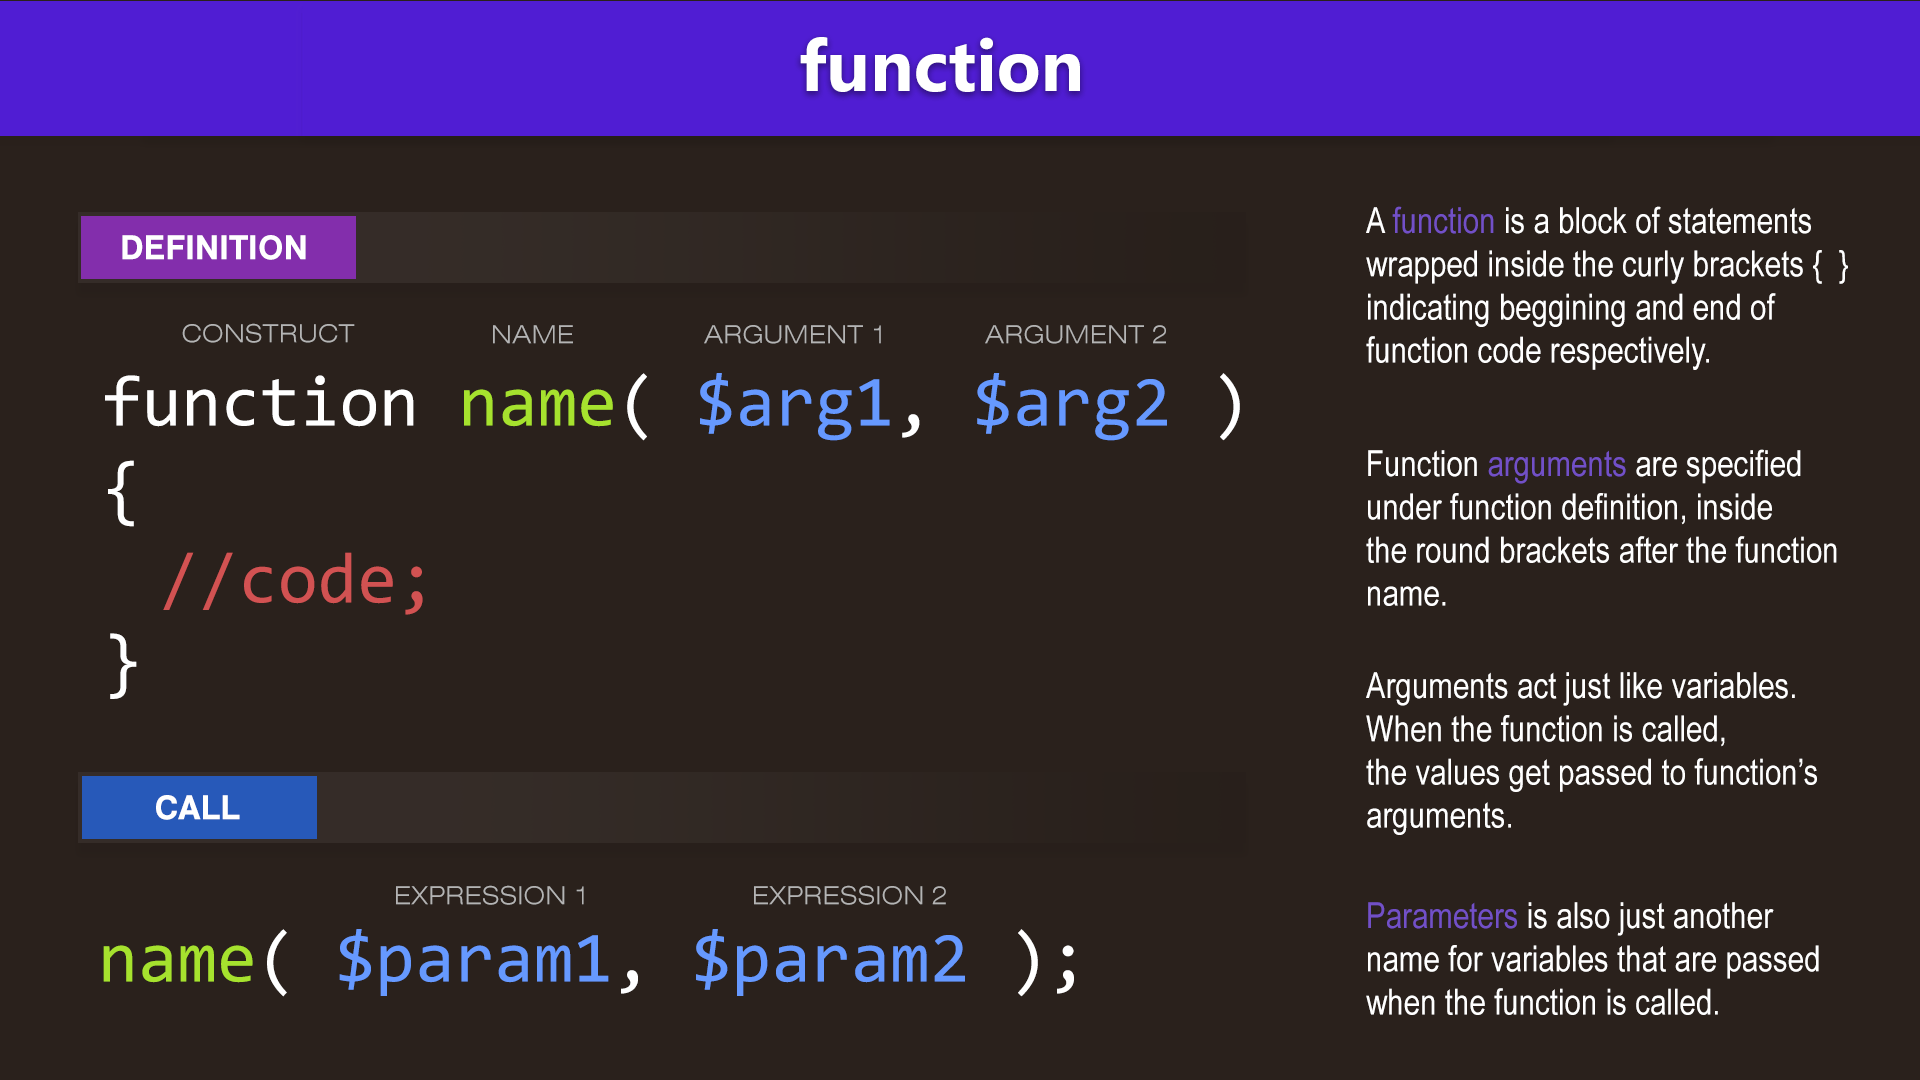 function
DEFINITION
CONSTRUCT NAME ARGUMENT 1 ARGUMENT 2
function name( $arg1, $arg2 )
{
//code;
}
CALL
EXPRESSION 1 EXPRESSION 2
name( $param1, $param2 );
A function is a block of statements
wrapped inside the curly brackets { }
indicating beggining and end of
function code respectively.
Function arguments are specified
under function definition, inside
the round brackets after the function
name.
Arguments act just like variables.
When the function is called,
the values get passed to function’s
arguments.
Parameters is also just another
name for variables that are passed
when the function is called.